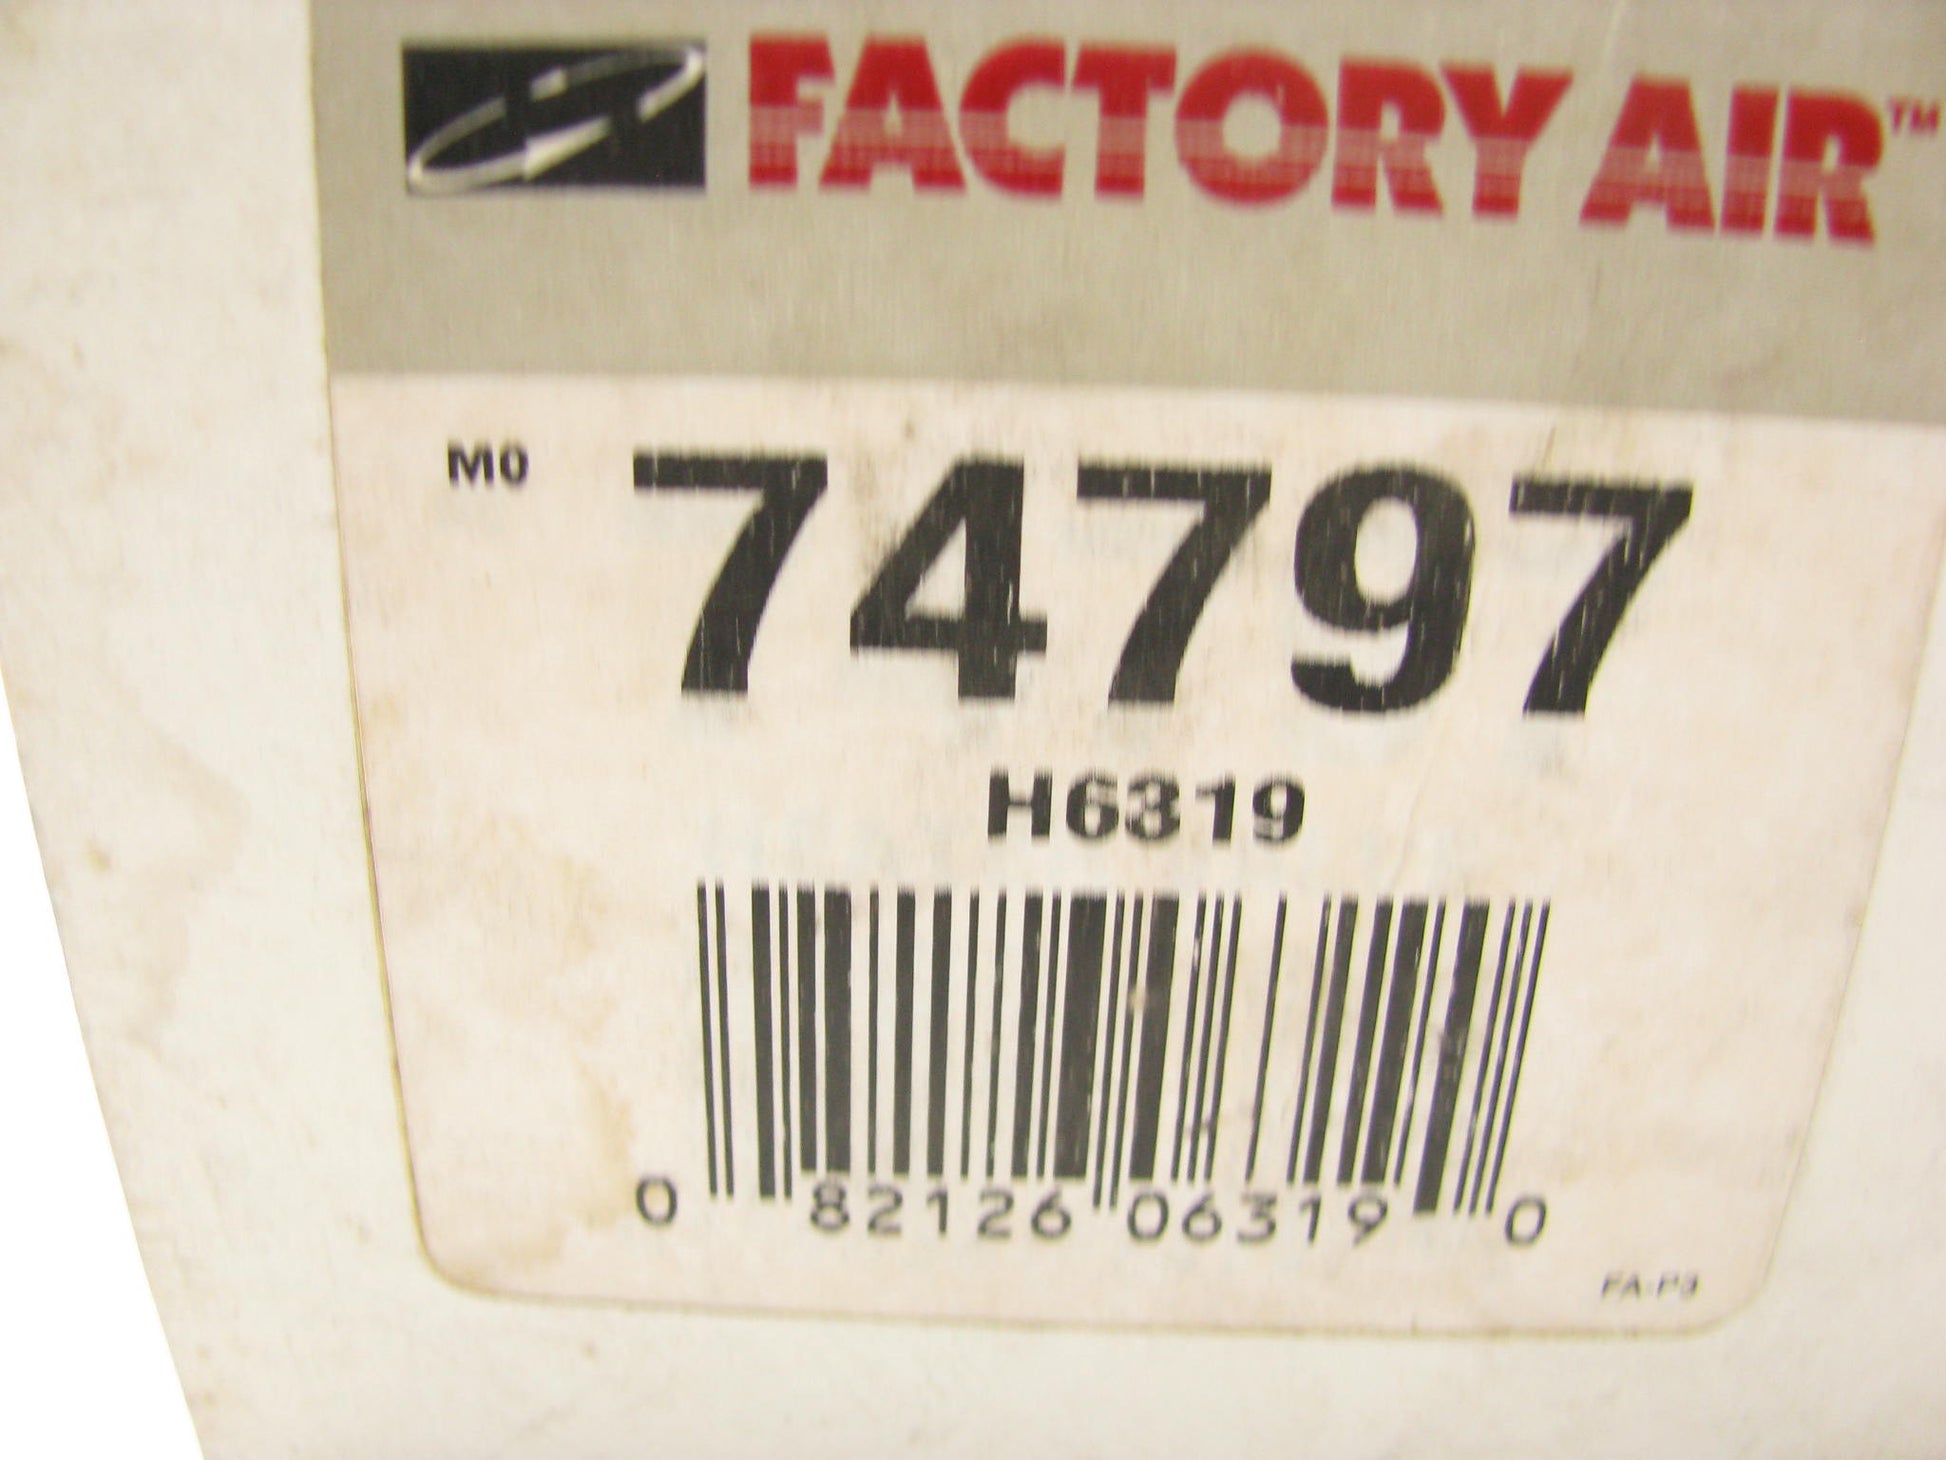 FACTORY AIR™
M0 74797
H6319
0 82126 06319 0
FA-P3